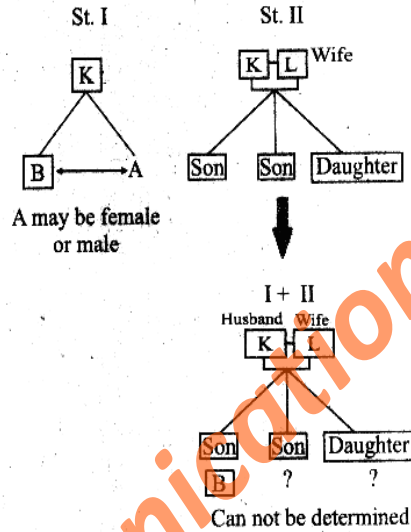 St. I
St. II
K
K L Wife
B A
Son Son Daughter
A may be female
or male
I + II
Husband Wife
K L
Son Son Daughter
B ? ?
Can not be determined